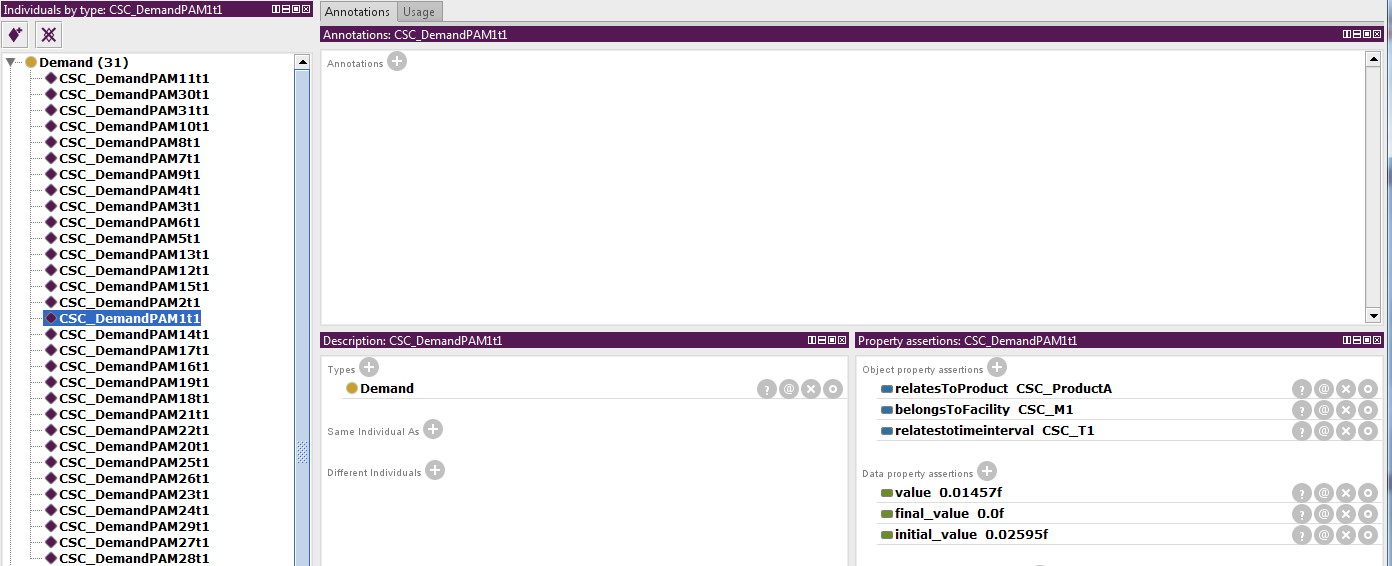 Individuals by type: CSC_DemandPAM1t1
Demand (31)
CSC_DemandPAM11t1
CSC_DemandPAM30t1
CSC_DemandPAM31t1
CSC_DemandPAM10t1
CSC_DemandPAM8t1
CSC_DemandPAM7t1
CSC_DemandPAM9t1
CSC_DemandPAM4t1
CSC_DemandPAM3t1
CSC_DemandPAM6t1
CSC_DemandPAM5t1
CSC_DemandPAM13t1
CSC_DemandPAM12t1
CSC_DemandPAM15t1
CSC_DemandPAM2t1
CSC_DemandPAM1t1
CSC_DemandPAM14t1
CSC_DemandPAM17t1
CSC_DemandPAM16t1
CSC_DemandPAM19t1
CSC_DemandPAM18t1
CSC_DemandPAM21t1
CSC_DemandPAM22t1
CSC_DemandPAM20t1
CSC_DemandPAM25t1
CSC_DemandPAM26t1
CSC_DemandPAM23t1
CSC_DemandPAM24t1
CSC_DemandPAM29t1
CSC_DemandPAM27t1
CSC_DemandPAM28t1
Annotations Usage
Annotations: CSC_DemandPAM1t1
Annotations
Description: CSC_DemandPAM1t1
Types
Demand
Same Individual As
Different Individuals
Property assertions: CSC_DemandPAM1t1
Object property assertions
relatesToProduct CSC_ProductA
belongsToFacility CSC_M1
relatestotimeinterval CSC_T1
Data property assertions
value 0.01457f
final_value 0.0f
initial_value 0.02595f